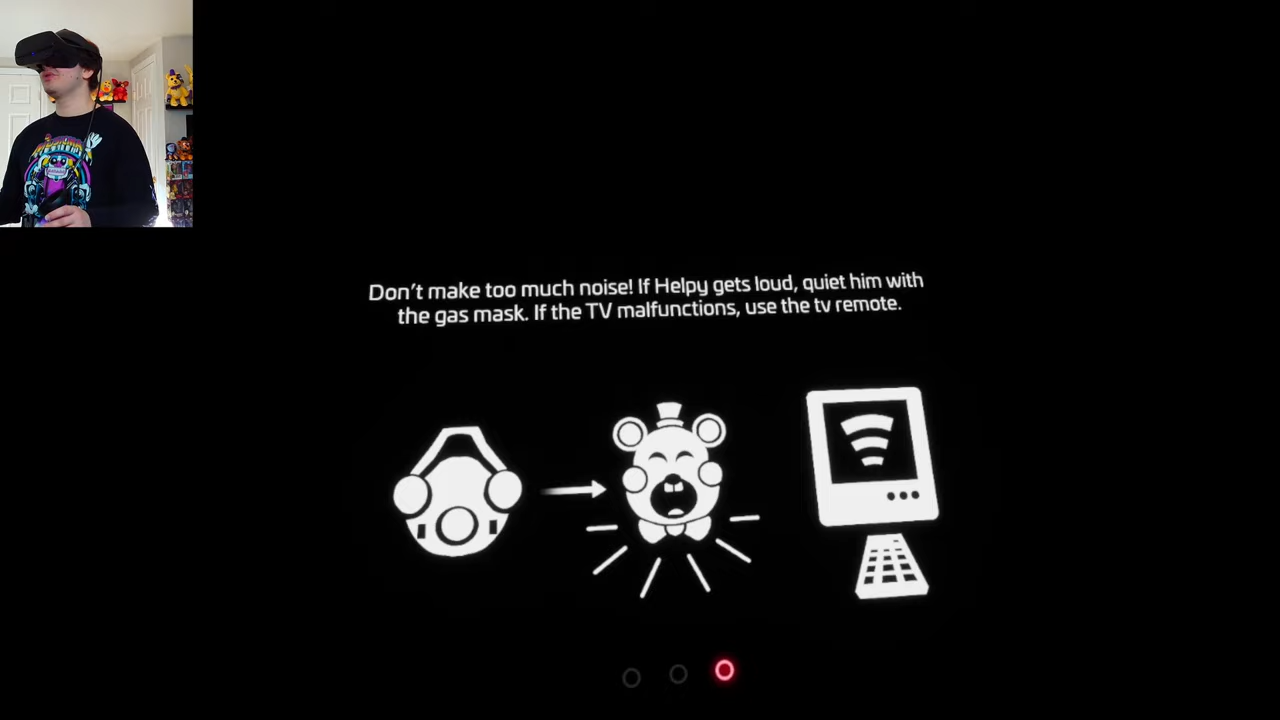 Don't make too much noise! If Helpy gets loud, quiet him with
the gas mask. If the TV malfunctions, use the tv remote.